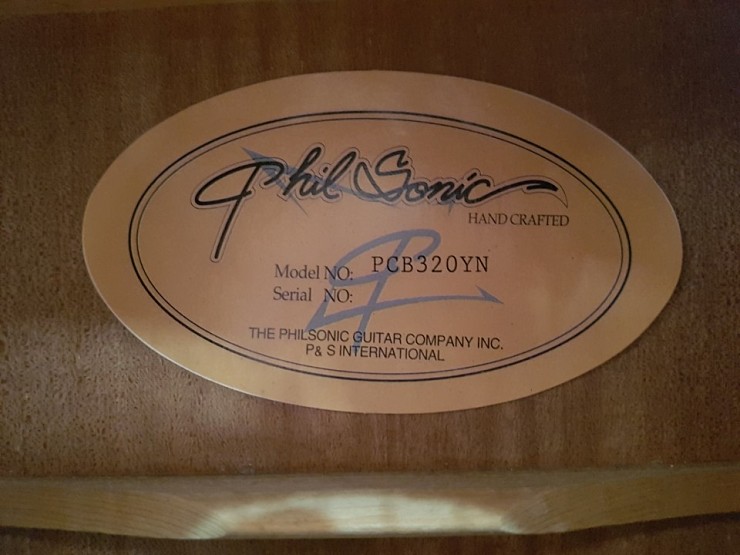 Phil Sonic
HAND CRAFTED
Model NO: PCB320YN
Serial NO:
THE PHILSONIC GUITAR COMPANY INC.
P& S INTERNATIONAL